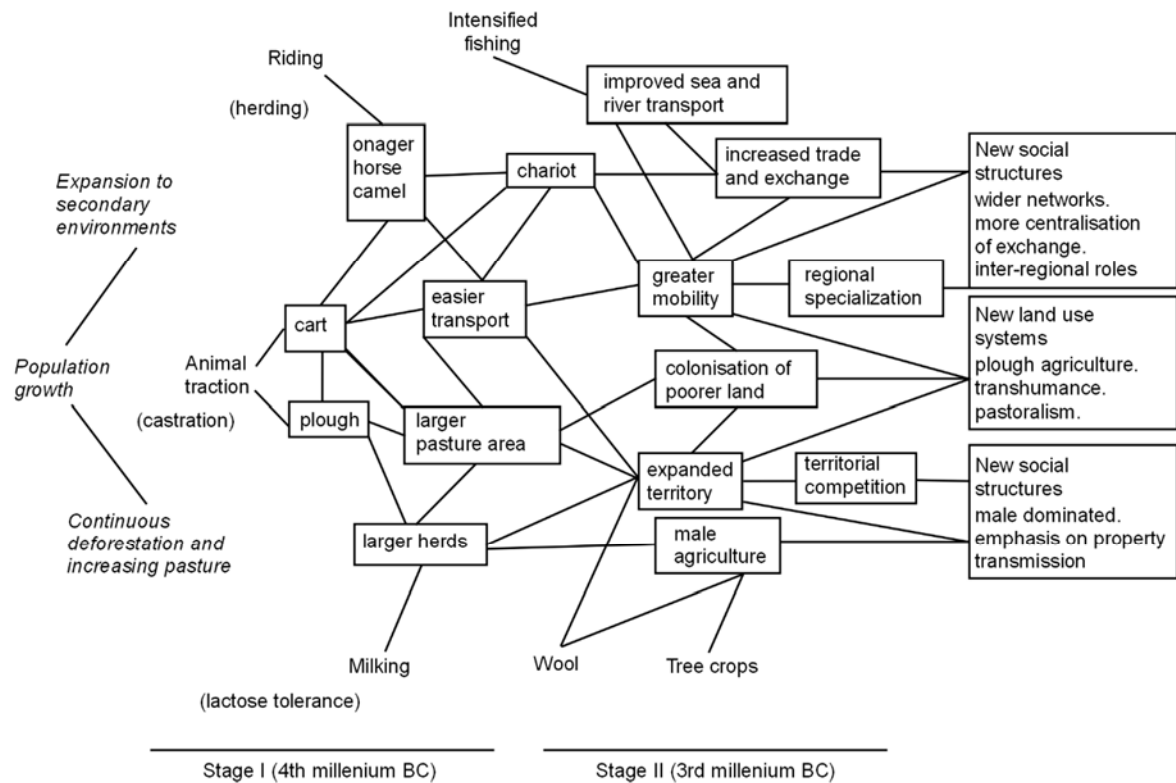 Intensified
fishing
Riding
(herding)
improved sea and
river transport
onager
horse
camel
chariot
increased trade
and exchange
New social
structures
wider networks.
more centralisation
of exchange.
inter-regional roles
Expansion to
secondary
environments
greater
mobility
regional
specialization
easier
transport
cart
New land use
systems
plough agriculture.
transhumance.
pastoralism.
Population
growth
Animal
traction
(castration)
colonisation of
poorer land
plough
larger
pasture area
expanded
territory
territorial
competition
New social
structures
male dominated.
emphasis on property
transmission
Continuous
deforestation and
increasing pasture
larger herds
male
agriculture
Milking
Wool
Tree crops
(lactose tolerance)
Stage I (4th millenium BC)
Stage II (3rd millenium BC)